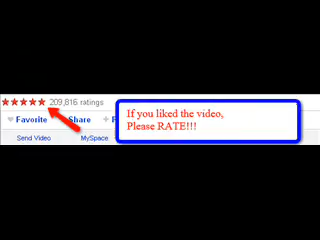 209,816 ratings
Favorite Share
Send Video MySpace
If you liked the video,
Please RATE!!!